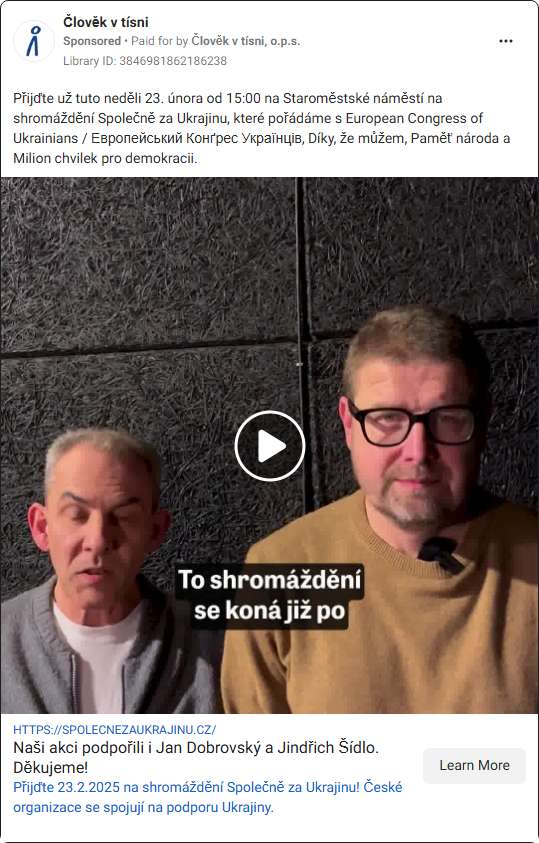 Člověk v tísni
Sponsored • Paid for by Člověk v tísni, o.p.s.
Library ID: 3846981862186238
Přijďte už tuto neděli 23. února od 15:00 na Staroměstské náměstí na
shromáždění Společně za Ukrajinu, které pořádáme s European Congress of
Ukrainians / Европейський Конґрес Українців, Díky, že můžem, Paměť národa a
Milion chvilek pro demokracii.
To shromáždění
se koná již po
HTTPS://SPOLECNEZAUKRAJINU.CZ/
Naši akci podpořili i Jan Dobrovský a Jindřich Šídlo.
Děkujeme!
Přijďte 23.2.2025 na shromáždění Společně za Ukrajinu! České
organizace se spojují na podporu Ukrajiny.
Learn More